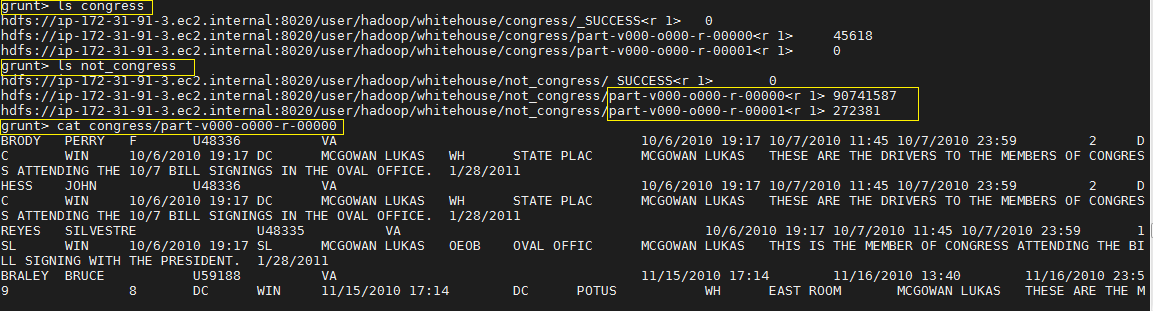 grunt> ls congress
hdfs://ip-172-31-91-3.ec2.internal:8020/user/hadoop/whitehouse/congress/_SUCCESS<r 1> 0
hdfs://ip-172-31-91-3.ec2.internal:8020/user/hadoop/whitehouse/congress/part-v000-o000-r-00000<r 1> 45618
hdfs://ip-172-31-91-3.ec2.internal:8020/user/hadoop/whitehouse/congress/part-v000-o000-r-00001<r 1> 0
grunt> ls not_congress
hdfs://ip-172-31-91-3.ec2.internal:8020/user/hadoop/whitehouse/not_congress/_SUCCESS<r 1> 0
hdfs://ip-172-31-91-3.ec2.internal:8020/user/hadoop/whitehouse/not_congress/part-v000-o000-r-00000<r 1> 90741587
hdfs://ip-172-31-91-3.ec2.internal:8020/user/hadoop/whitehouse/not_congress/part-v000-o000-r-00001<r 1> 272381
grunt> cat congress/part-v000-o000-r-00000
BRODY PERRY F U48336 VA 10/6/2010 19:17 10/7/2010 11:45 10/7/2010 23:59 2 D
C WIN 10/6/2010 19:17 DC MCGOWAN LUKAS WH STATE PLAC MCGOWAN LUKAS THESE ARE THE DRIVERS TO THE MEMBERS OF CONGRES
S ATTENDING THE 10/7 BILL SIGNINGS IN THE OVAL OFFICE. 1/28/2011
HESS JOHN U48336 VA 10/6/2010 19:17 10/7/2010 11:45 10/7/2010 23:59 2 D
C WIN 10/6/2010 19:17 DC MCGOWAN LUKAS WH STATE PLAC MCGOWAN LUKAS THESE ARE THE DRIVERS TO THE MEMBERS OF CONGRES
S ATTENDING THE 10/7 BILL SIGNINGS IN THE OVAL OFFICE. 1/28/2011
REYES SILVESTRE U48335 VA 10/6/2010 19:17 10/7/2010 11:45 10/7/2010 23:59 1
SL WIN 10/6/2010 19:17 SL MCGOWAN LUKAS OEOB OVAL OFFIC MCGOWAN LUKAS THIS IS THE MEMBER OF CONGRESS ATTENDING THE BI
LL SIGNING WITH THE PRESIDENT. 1/28/2011
BRALEY BRUCE U59188 VA 11/15/2010 17:14 11/16/2010 13:40 11/16/2010 23:5
9 8 DC WIN 11/15/2010 17:14 DC POTUS WH EAST ROOM MCGOWAN LUKAS THESE ARE THE M